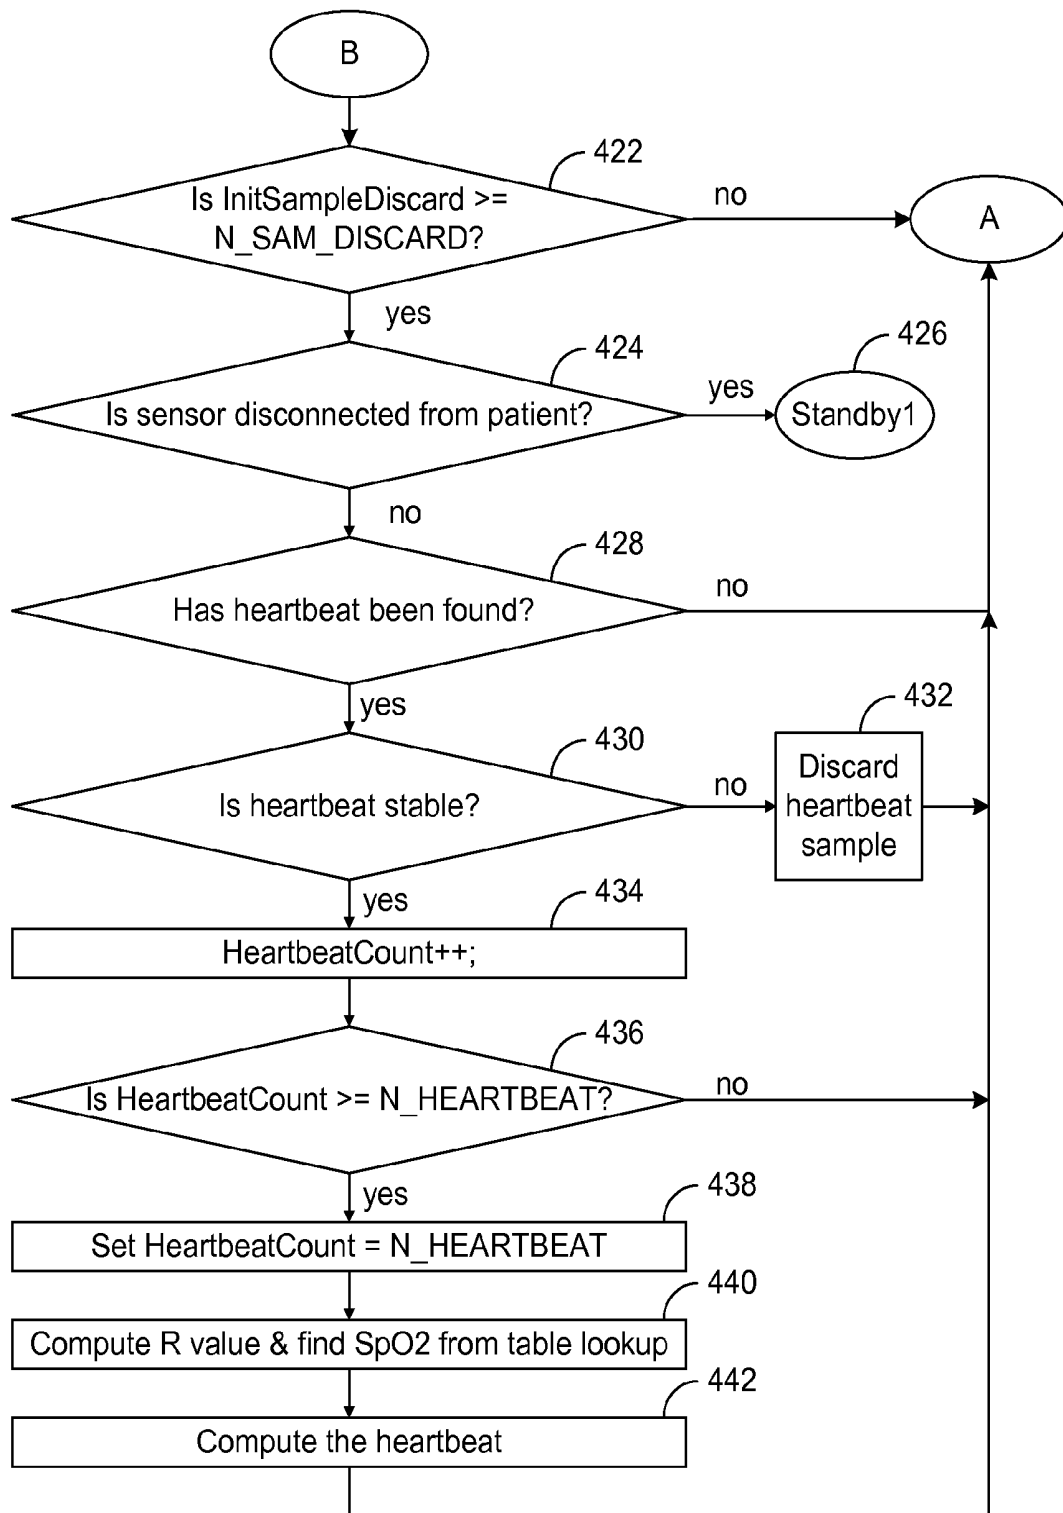 B
422
Is InitSampleDiscard >=
N_SAM_DISCARD?
no
A
yes
424
426
Is sensor disconnected from patient?
yes
Standby1
no
428
Has heartbeat been found?
no
yes
430
432
Is heartbeat stable?
no
Discard
heartbeat
sample
yes
434
HeartbeatCount++;
436
Is HeartbeatCount >= N_HEARTBEAT?
no
yes
438
Set HeartbeatCount = N_HEARTBEAT
440
Compute R value & find SpO2 from table lookup
442
Compute the heartbeat